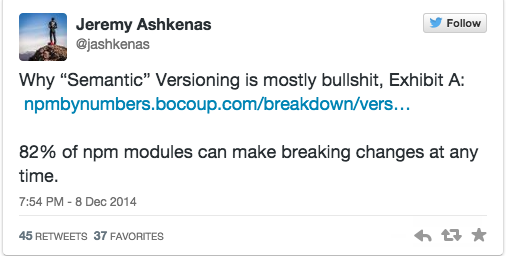 Jeremy Ashkenas
@jashkenas
Follow
Why “Semantic” Versioning is mostly bullshit, Exhibit A:
npmbynumbers.bocoup.com/breakdown/vers…
82% of npm modules can make breaking changes at any
time.
7:54 PM - 8 Dec 2014
45 RETWEETS 37 FAVORITES